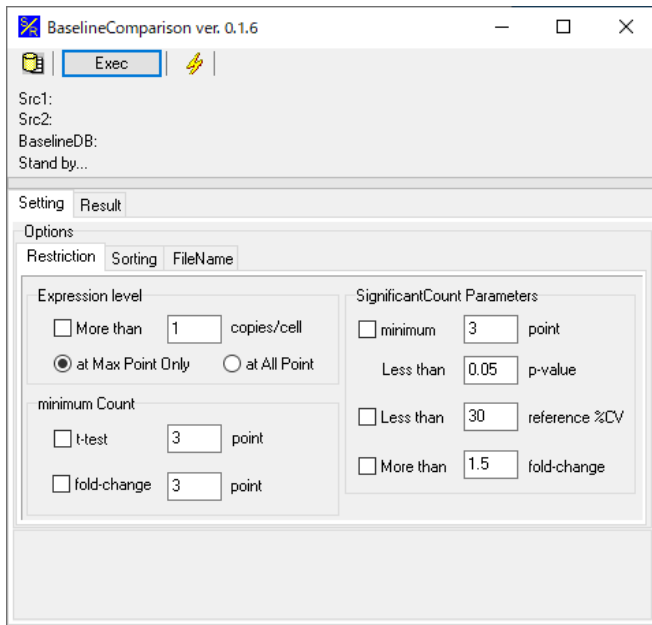 BaselineComparison ver. 0.1.6
Exec
Src1:
Src2:
BaselineDB:
Stand by...
Setting Result
Options
Restriction Sorting FileName
Expression level
More than 1 copies/cell
at Max Point Only at All Point
minimum Count
t-test 3 point
fold-change 3 point
SignificantCount Parameters
minimum 3 point
Less than 0.05 p-value
Less than 30 reference %CV
More than 1.5 fold-change